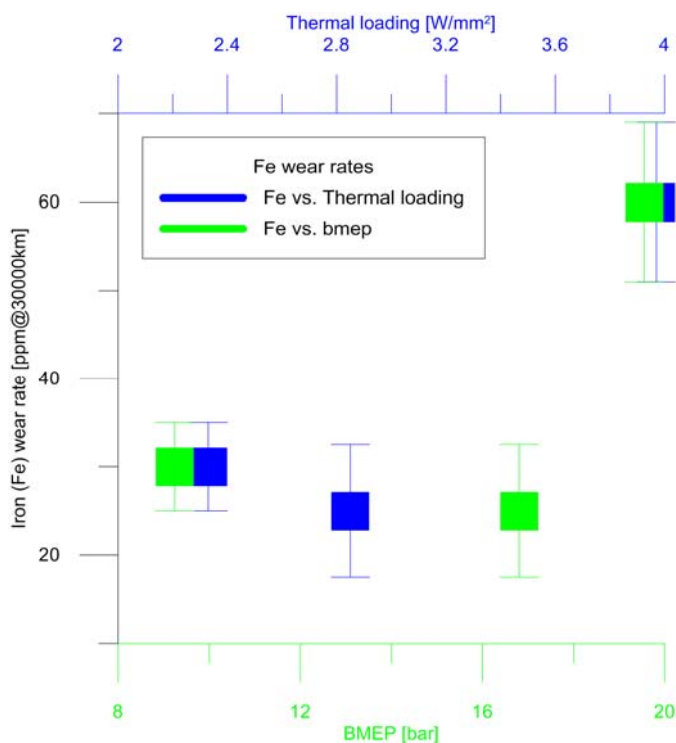 Thermal loading [W/mm²]
2 2.4 2.8 3.2 3.6 4
Fe wear rates
Fe vs. Thermal loading
Fe vs. bmep
Iron (Fe) wear rate [ppm@30000km]
60
40
20
8 12 16 20
BMEP [bar]